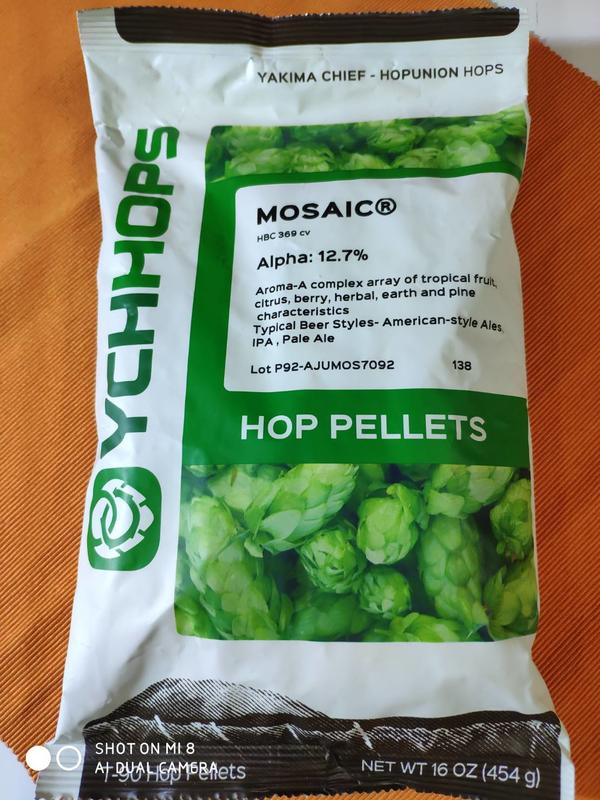 YAKIMA CHIEF - HOPUNION HOPS
YCHHOPS
MOSAIC®
HBC 369 cv
Alpha: 12.7%
Aroma-A complex array of tropical fruit,
citrus, berry, herbal, earth and pine
characteristics
Typical Beer Styles- American-style Ales,
IPA , Pale Ale
Lot P92-AJUMOS7092 138
HOP PELLETS
T-90 Hop Pellets
NET WT 16 OZ (454 g)
SHOT ON MI 8
AI DUAL CAMERA